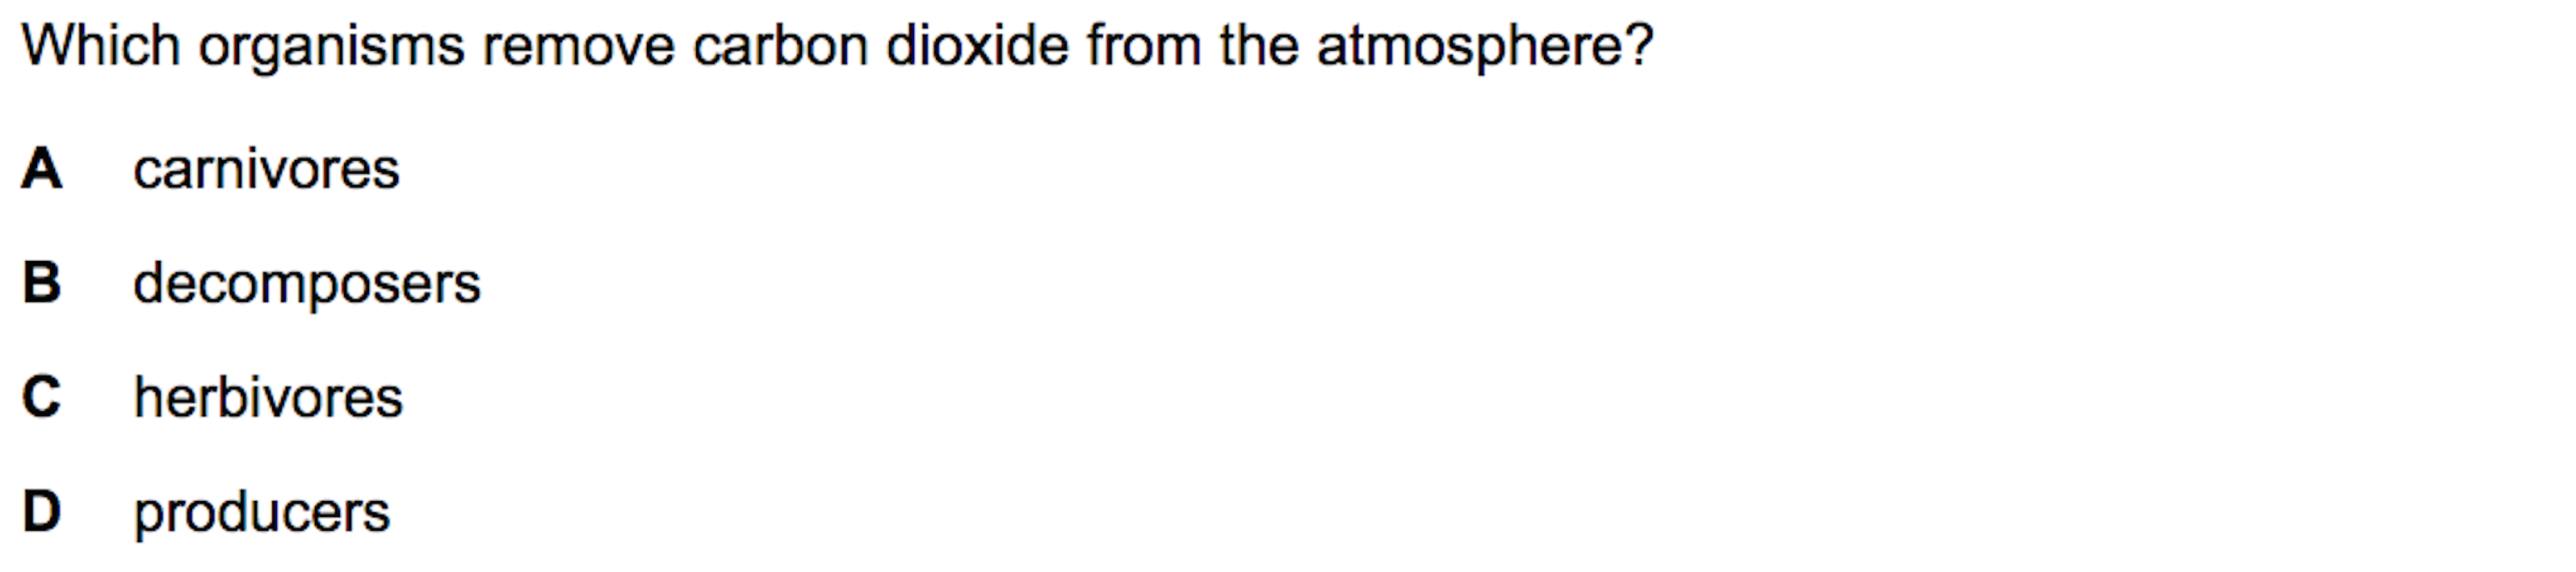 Which organisms remove carbon dioxide from the atmosphere?
A carnivores
B decomposers
C herbivores
D producers